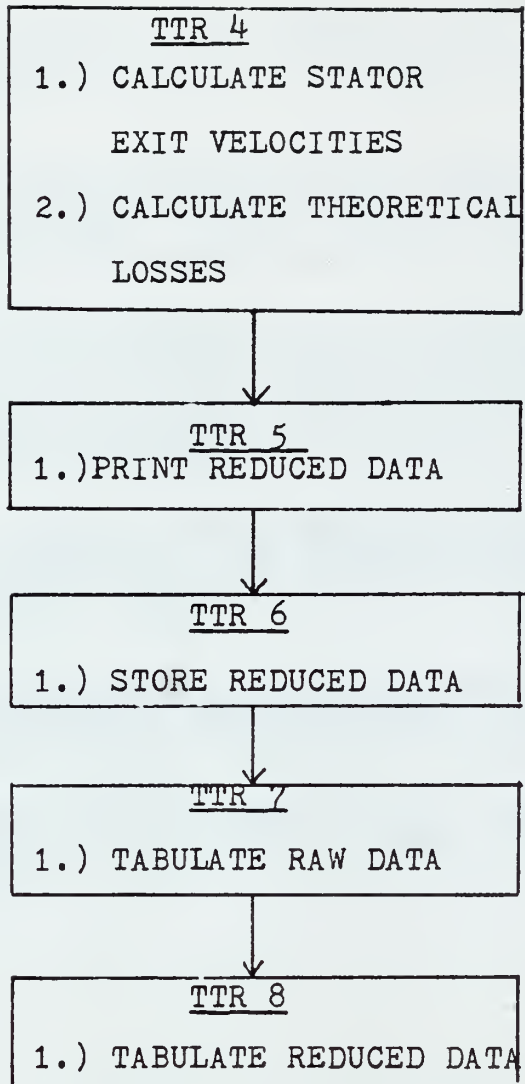 TTR 4
1.) CALCULATE STATOR
EXIT VELOCITIES
2.) CALCULATE THEORETICAL
LOSSES
TTR 5
1.)PRINT REDUCED DATA
TTR 6
1.) STORE REDUCED DATA
TTR 7
1.) TABULATE RAW DATA
TTR 8
1.) TABULATE REDUCED DATA